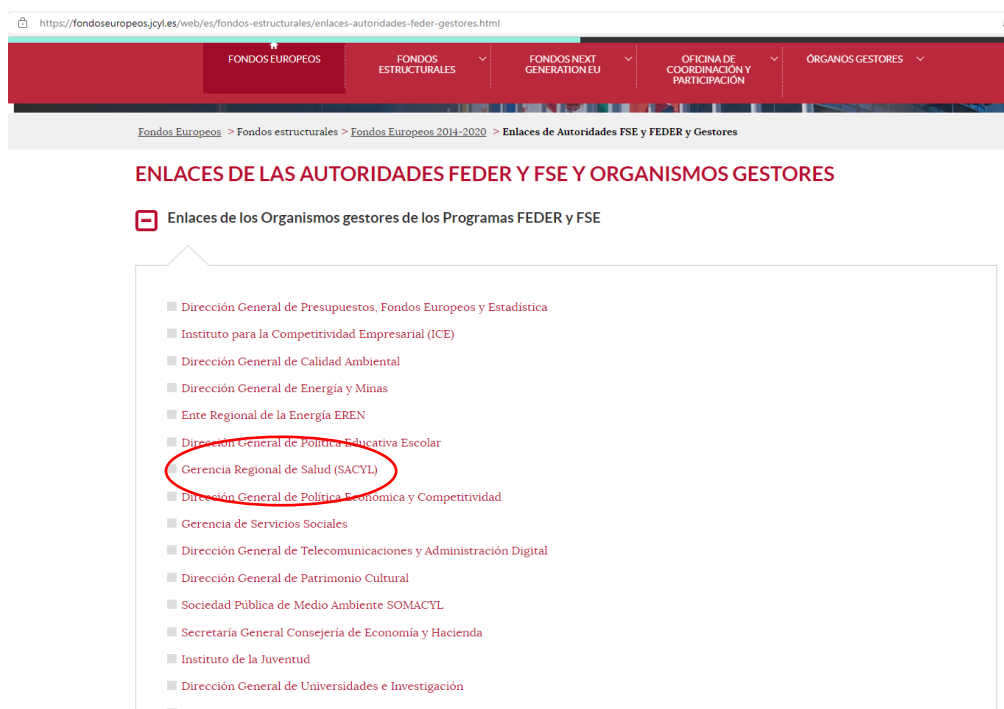 https://fondoseuropeos.jcyl.es/web/es/fondos-estructurales/enlaces-autoridades-feder-gestores.html
FONDOS EUROPEOS
FONDOS ESTRUCTURALES
FONDOS NEXT GENERATION EU
OFICINA DE COORDINACIÓN Y PARTICIPACIÓN
ÓRGANOS GESTORES
Fondos Europeos > Fondos estructurales > Fondos Europeos 2014-2020 > Enlaces de Autoridades FSE y FEDER y Gestores
ENLACES DE LAS AUTORIDADES FEDER Y FSE Y ORGANISMOS GESTORES
Enlaces de los Organismos gestores de los Programas FEDER y FSE
Dirección General de Presupuestos, Fondos Europeos y Estadística
Instituto para la Competitividad Empresarial (ICE)
Dirección General de Calidad Ambiental
Dirección General de Energía y Minas
Ente Regional de la Energía EREN
Dirección General de Política Educativa Escolar
Gerencia Regional de Salud (SACYL)
Dirección General de Política Económica y Competitividad
Gerencia de Servicios Sociales
Dirección General de Telecomunicaciones y Administración Digital
Dirección General de Patrimonio Cultural
Sociedad Pública de Medio Ambiente SOMACYL
Secretaría General Consejería de Economía y Hacienda
Instituto de la Juventud
Dirección General de Universidades e Investigación